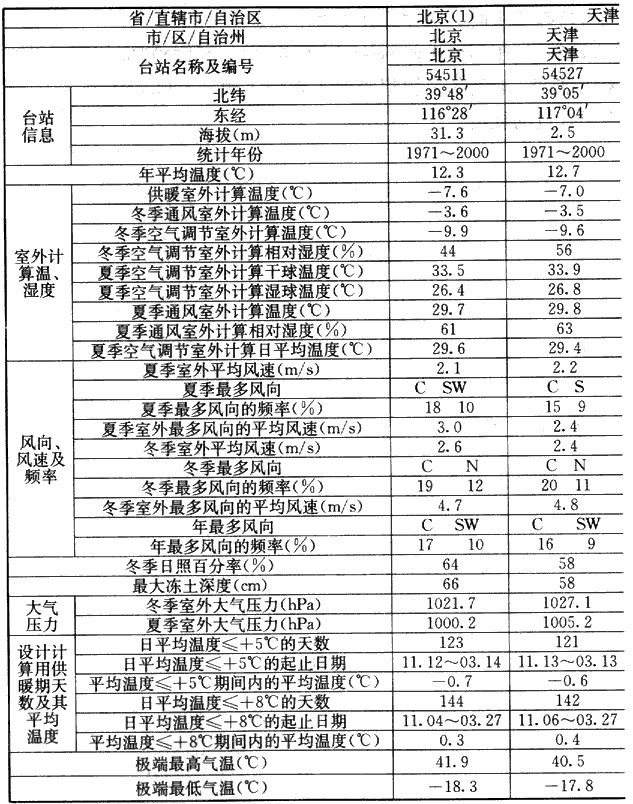 省/直辖市/自治区 北京(1) 天津
市/区/自治州 北京 天津
台站名称及编号 北京 天津
54511 54527
台站信息 北纬 39°48′ 39°05′
东经 116°28′ 117°04′
海拔(m) 31.3 2.5
统计年份 1971～2000 1971～2000
年平均温度(℃) 12.3 12.7
室外计算温、湿度 供暖室外计算温度(℃) －7.6 －7.0
冬季通风室外计算温度(℃) －3.6 －3.5
冬季空气调节室外计算温度(℃) －9.9 －9.6
冬季空气调节室外计算相对湿度(%) 44 56
夏季空气调节室外计算干球温度(℃) 33.5 33.9
夏季空气调节室外计算湿球温度(℃) 26.4 26.8
夏季通风室外计算温度(℃) 29.7 29.8
夏季通风室外计算相对湿度(%) 61 63
夏季空气调节室外计算日平均温度(℃) 29.6 29.4
风向、风速及频率 夏季室外平均风速(m/s) 2.1 2.2
夏季最多风向 C SW C S
夏季最多风向的频率(%) 18 10 15 9
夏季室外最多风向的平均风速(m/s) 3.0 2.4
冬季室外平均风速(m/s) 2.6 2.4
冬季最多风向 C N C N
冬季最多风向的频率(%) 19 12 20 11
冬季室外最多风向的平均风速(m/s) 4.7 4.8
年最多风向 C SW C SW
年最多风向的频率(%) 17 10 16 9
冬季日照百分率(%) 64 58
最大冻土深度(cm) 66 58
大气压力 冬季室外大气压力(hPa) 1021.7 1027.1
夏季室外大气压力(hPa) 1000.2 1005.2
设计计算用供暖期天数及其平均温度 日平均温度≤+5℃的天数 123 121
日平均温度≤+5℃的起止日期 11.12～03.14 11.13～03.13
平均温度≤+5℃期间内的平均温度(℃) －0.7 －0.6
日平均温度≤+8℃的天数 144 142
日平均温度≤+8℃的起止日期 11.04～03.27 11.06～03.27
平均温度≤+8℃期间内的平均温度(℃) 0.3 0.4
极端最高气温(℃) 41.9 40.5
极端最低气温(℃) －18.3 －17.8